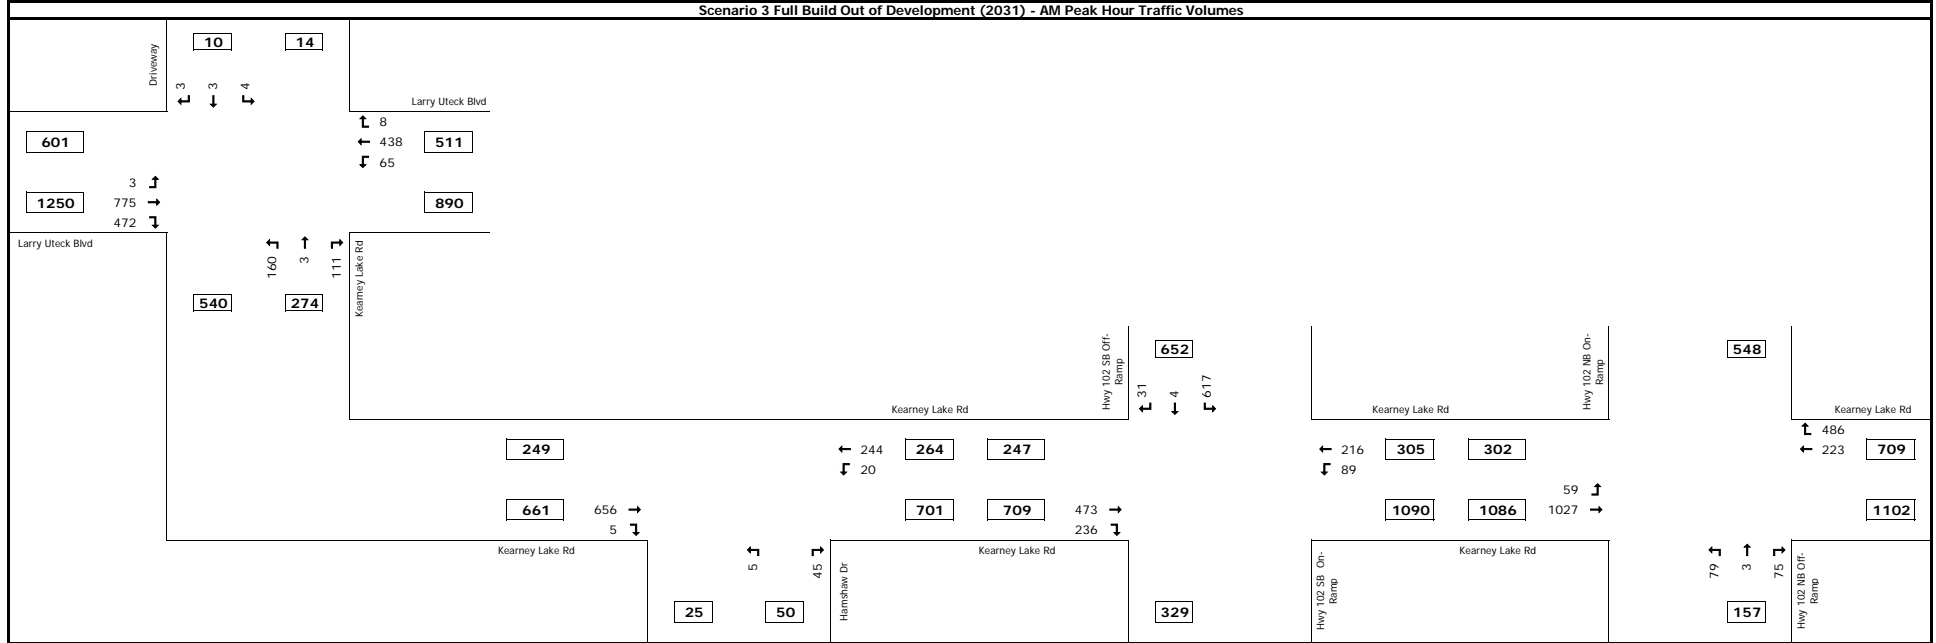 Scenario 3 Full Build Out of Development (2031) - AM Peak Hour Traffic Volumes
10 14
Driveway
3 3 4
Larry Uteck Blvd
8
601 438 511
65
3
1250 775 890
472
Larry Uteck Blvd
160 3 111
Kearney Lake Rd
540 274
Hwy 102 SB Off-
Ramp
652
31 4 617
Hwy 102 NB On-
Ramp
548
Kearney Lake Rd Kearney Lake Rd Kearney Lake Rd
486
249 244 264 247 216 305 302 223 709
20 89
59
661 656 701 709 473 1090 1086 1027 1102
5 236
Kearney Lake Rd Kearney Lake Rd Kearney Lake Rd
5 45
Hamshaw Dr
Hwy 102 SB On-
Ramp
79 3 75
Hwy 102 NB Off-
Ramp
25 50 329 157